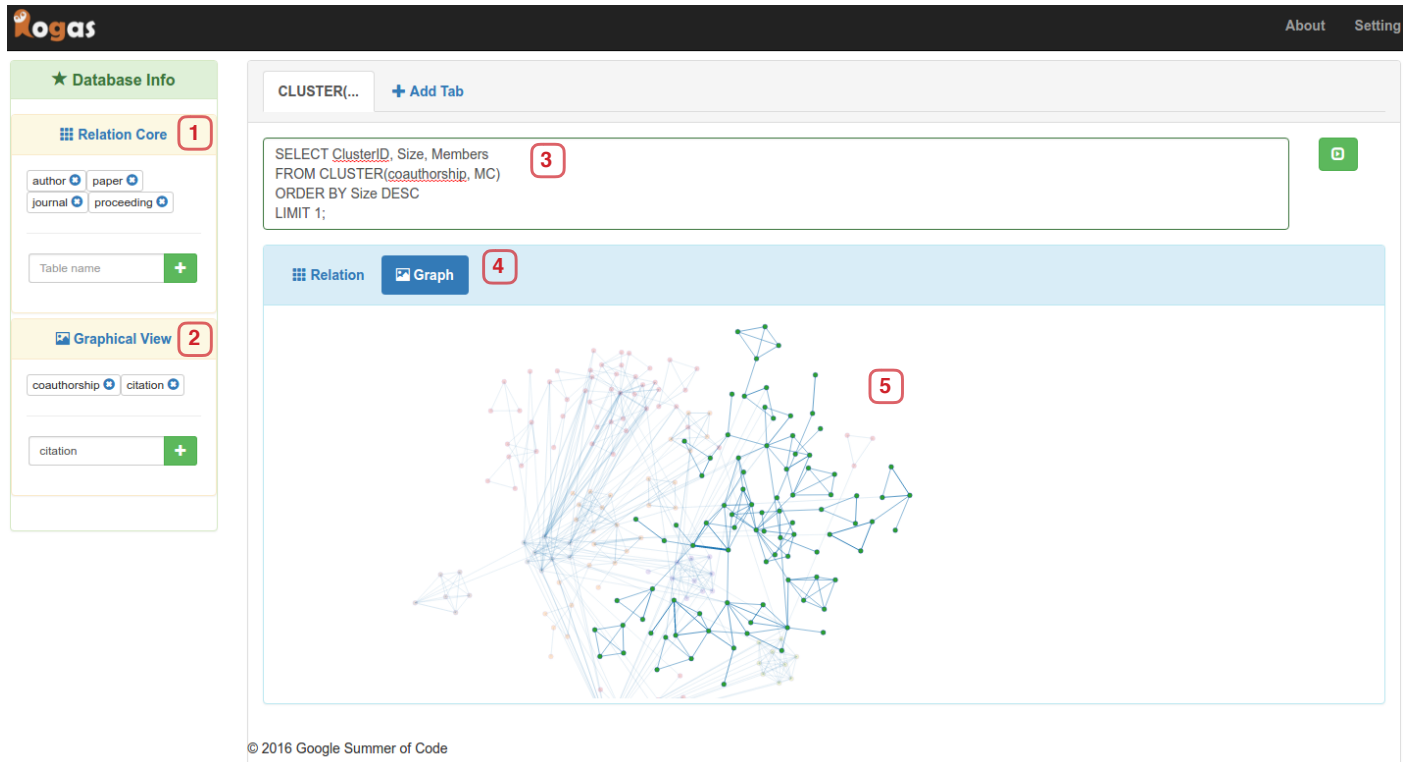 Rogas
About Setting
Database Info
Relation Core 1
author paper
journal proceeding
Table name
Graphical View 2
coauthorship citation
citation
CLUSTER(... Add Tab
SELECT ClusterID, Size, Members 3
FROM CLUSTER(coauthorship, MC)
ORDER BY Size DESC
LIMIT 1;
Relation Graph 4
5
© 2016 Google Summer of Code